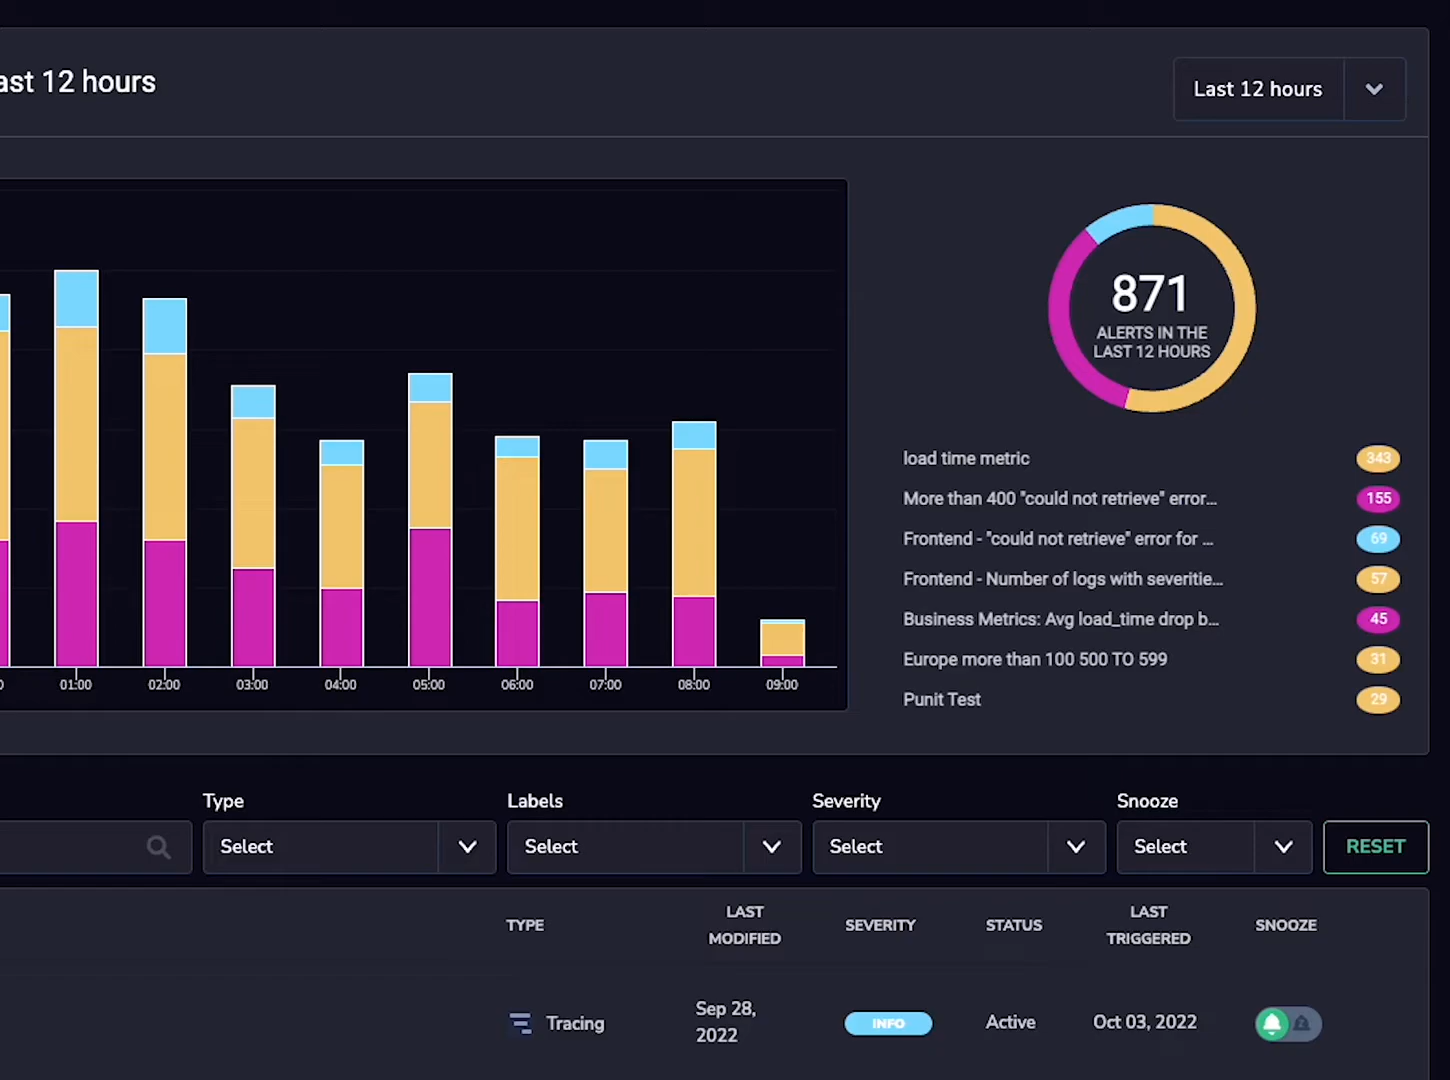 ast 12 hours
Last 12 hours
871
ALERTS IN THE
LAST 12 HOURS
load time metric 343
More than 400 "could not retrieve" error... 155
Frontend - "could not retrieve" error for ... 69
Frontend - Number of logs with severitie... 57
Business Metrics: Avg load_time drop b... 45
Europe more than 100 500 TO 599 31
Punit Test 29
0 01:00 02:00 03:00 04:00 05:00 06:00 07:00 08:00 09:00
Type Labels Severity Snooze
Select Select Select Select RESET
TYPE LAST MODIFIED SEVERITY STATUS LAST TRIGGERED SNOOZE
Tracing Sep 28, 2022 INFO Active Oct 03, 2022